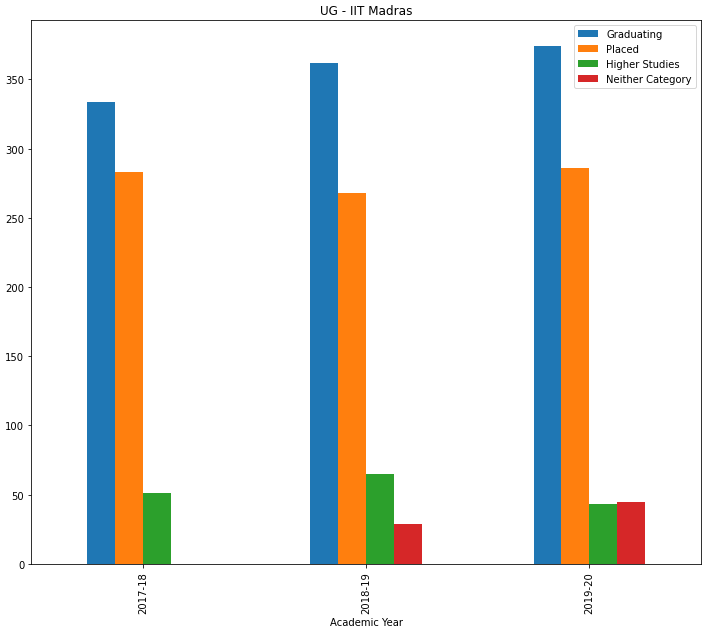 UG - IIT Madras
Graduating
Placed
Higher Studies
Neither Category
350
300
250
200
150
100
50
0
2017-18
2018-19
2019-20
Academic Year